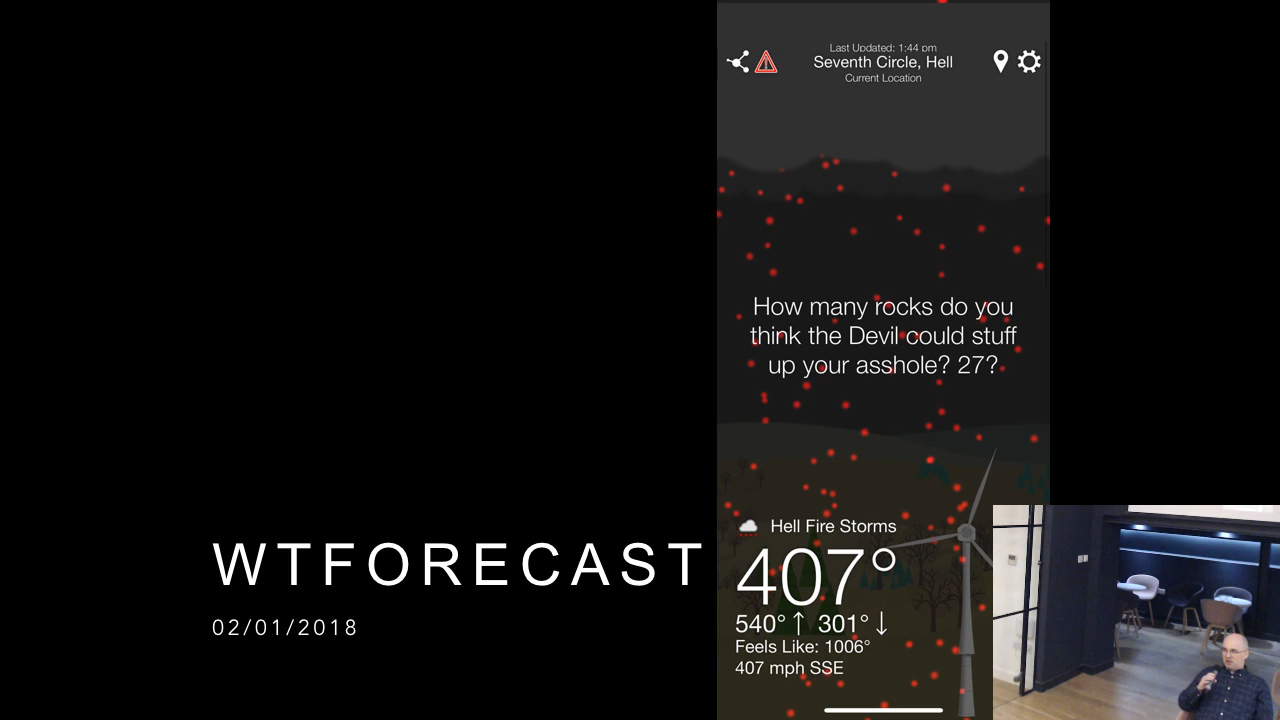 Last Updated: 1:44 pm
Seventh Circle, Hell
Current Location
How many rocks do you
think the Devil could stuff
up your asshole? 27?
Hell Fire Storms
407°
540°↑ 301°↓
Feels Like: 1006°
407 mph SSE
WTFORECAST
02/01/2018